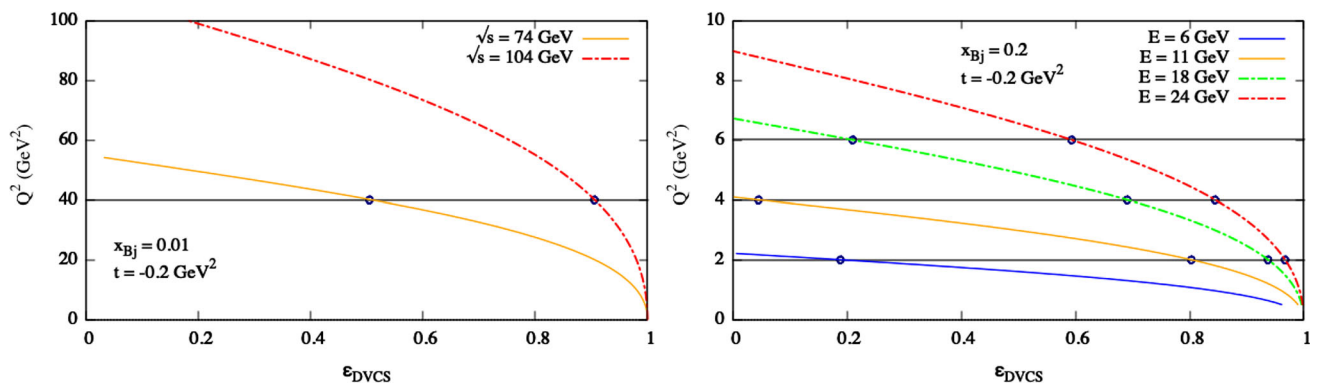 100
80
60
40
20
0
Q² (GeV²)
√s = 74 GeV
√s = 104 GeV
x_Bj = 0.01
t = -0.2 GeV²
0 0.2 0.4 0.6 0.8 1
ε_DVCS
10
8
6
4
2
0
Q² (GeV²)
x_Bj = 0.2
t = -0.2 GeV²
E = 6 GeV
E = 11 GeV
E = 18 GeV
E = 24 GeV
0 0.2 0.4 0.6 0.8 1
ε_DVCS